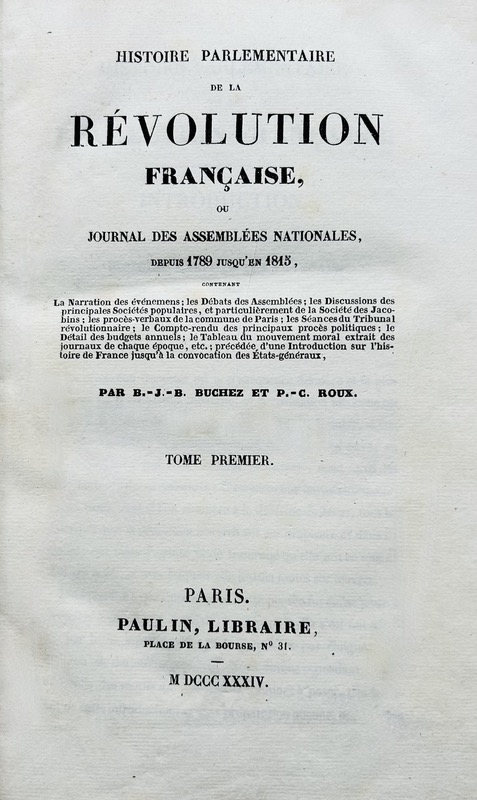 HISTOIRE PARLEMENTAIRE
DE LA
RÉVOLUTION
FRANÇAISE,
OU
JOURNAL DES ASSEMBLÉES NATIONALES,
DEPUIS 1789 JUSQU'EN 1815,
CONTENANT
La Narration des événemens; les Débats des Assemblées; les Discussions des
principales Sociétés populaires, et particulièrement de la Société des Jaco-
bins; les procès-verbaux de la commune de Paris; les Séances du Tribunal
révolutionnaire; le Compte-rendu des principaux procès politiques; le
Détail des budgets annuels; le Tableau du mouvement moral extrait des
journaux de chaque époque, etc.; précédée d'une Introduction sur l'his-
toire de France jusqu'à la convocation des États-généraux,
PAR B.-J.-B. BUCHEZ ET P.-C. ROUX.
TOME PREMIER.
PARIS.
PAULIN, LIBRAIRE,
PLACE DE LA BOURSE, N° 31.
M DCCC XXXIV.